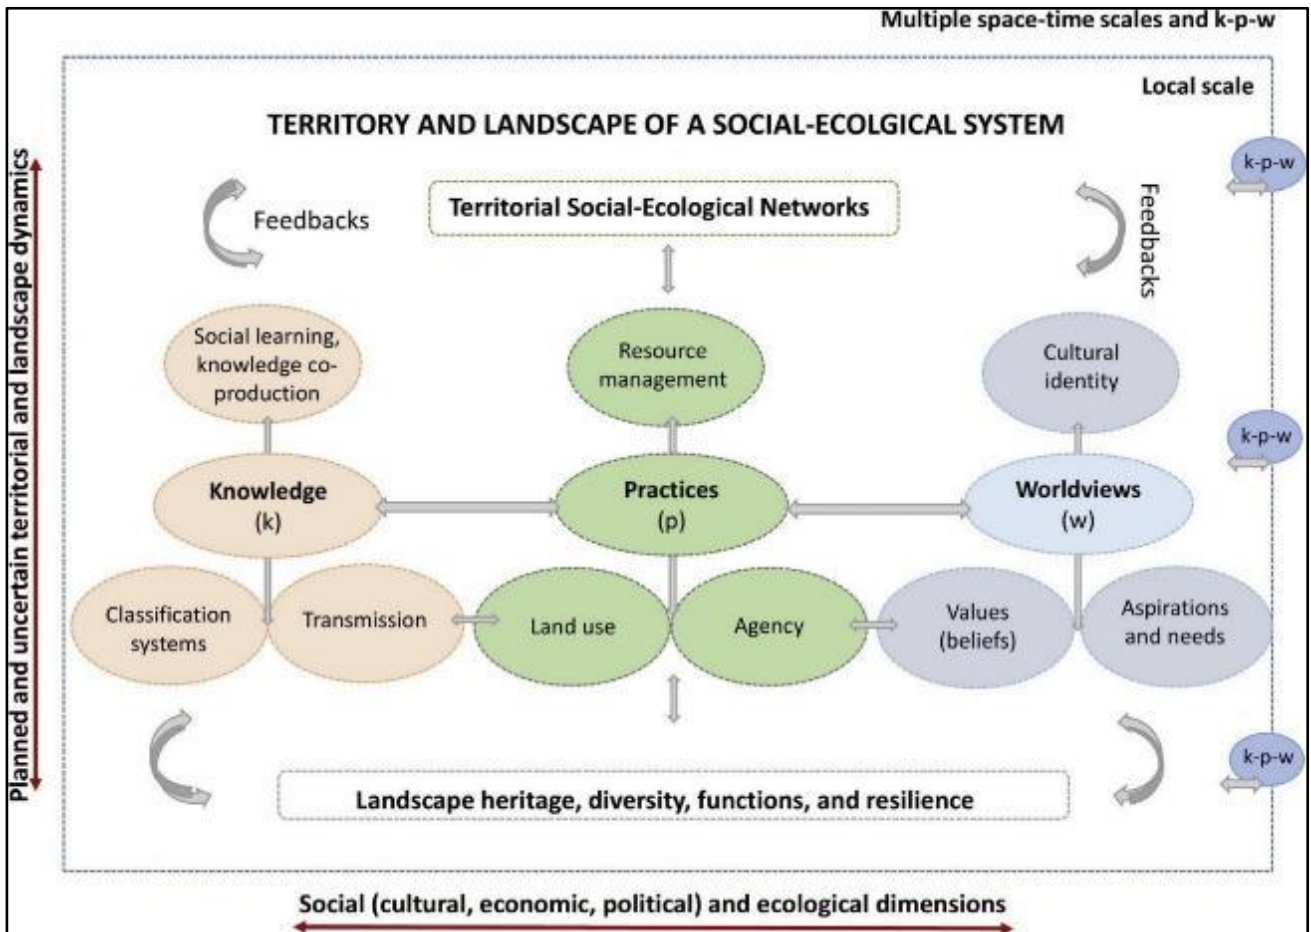 Multiple space-time scales and k-p-w
Local scale
TERRITORY AND LANDSCAPE OF A SOCIAL-ECOLGICAL SYSTEM
k-p-w
Territorial Social-Ecological Networks
Feedbacks
Feedbacks
Planned and uncertain territorial and landscape dynamics
Social learning,
knowledge co-
production
Resource
management
Cultural
identity
k-p-w
Knowledge
(k)
Practices
(p)
Worldviews
(w)
Classification
systems
Transmission
Land use
Agency
Values
(beliefs)
Aspirations
and needs
k-p-w
Landscape heritage, diversity, functions, and resilience
Social (cultural, economic, political) and ecological dimensions